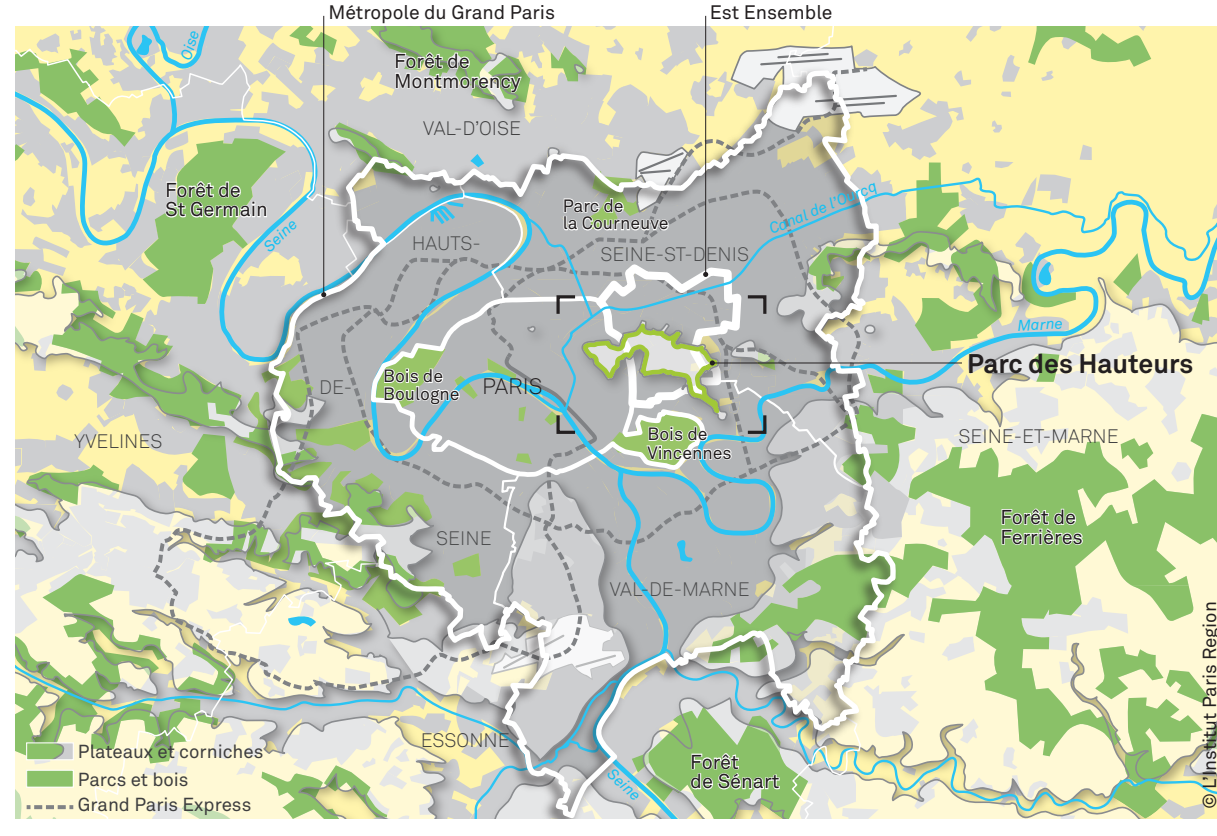 Métropole du Grand Paris
Est Ensemble
Oise
Forêt de
Montmorency
VAL-D'OISE
Forêt de
St Germain
Seine
Parc de
la Courneuve
Canal de l'Ourcq
HAUTS-
SEINE-ST-DENIS
Marne
Parc des Hauteurs
Bois de
Boulogne
DE-
PARIS
Bois de
Vincennes
YVELINES
SEINE-ET-MARNE
Forêt de
Ferrières
SEINE
VAL-DE-MARNE
ESSONNE
Forêt
de Sénart
Seine
Plateaux et corniches
Parcs et bois
Grand Paris Express
© L'Institut Paris Region